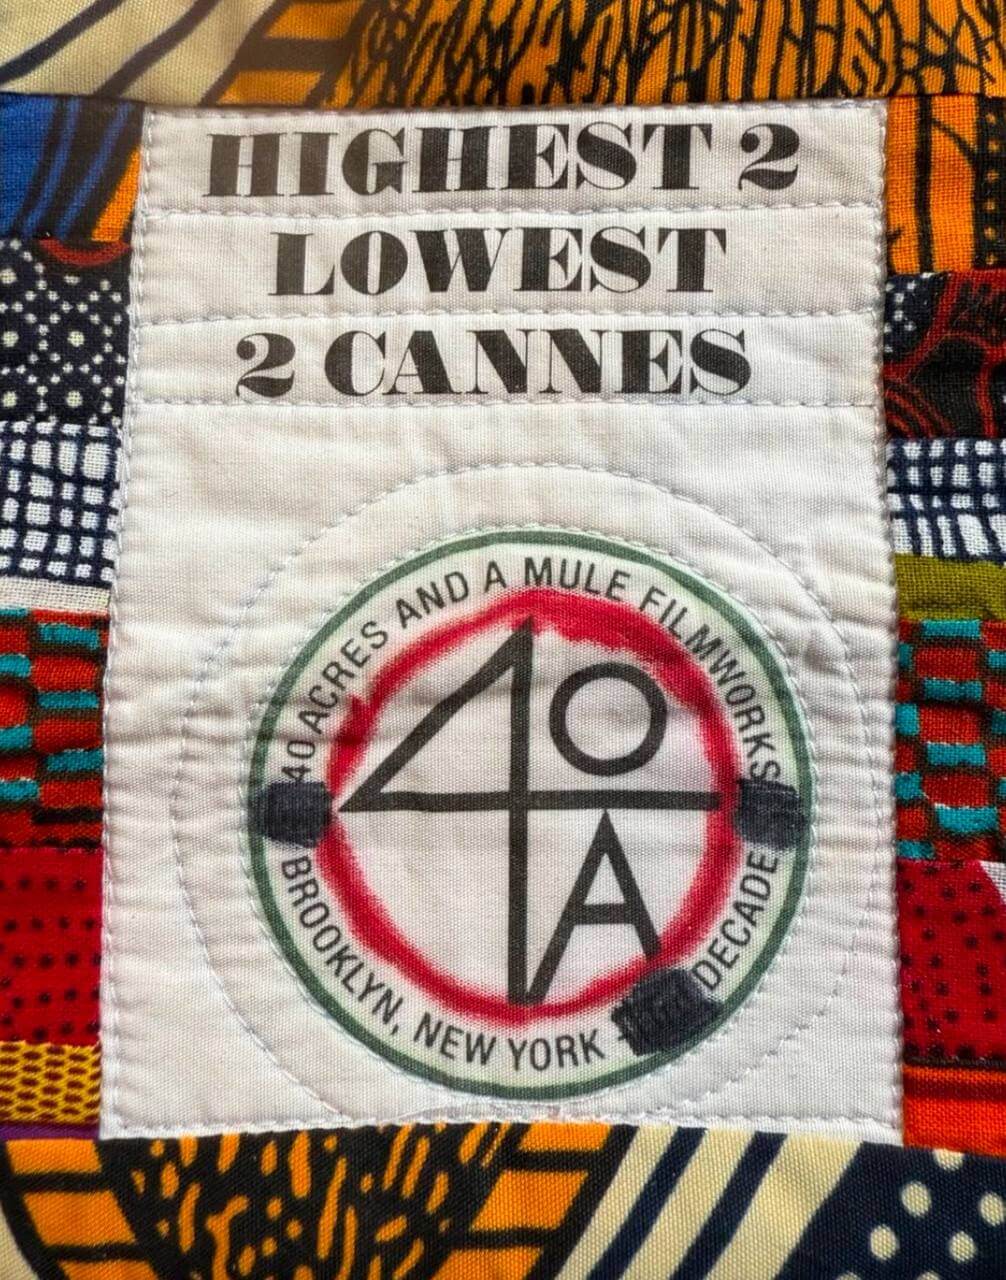 HIGHEST 2
LOWEST
2 CANNES
40 ACRES AND A MULE FILMWORKS
40
A
BROOKLYN, NEW YORK - DECADE